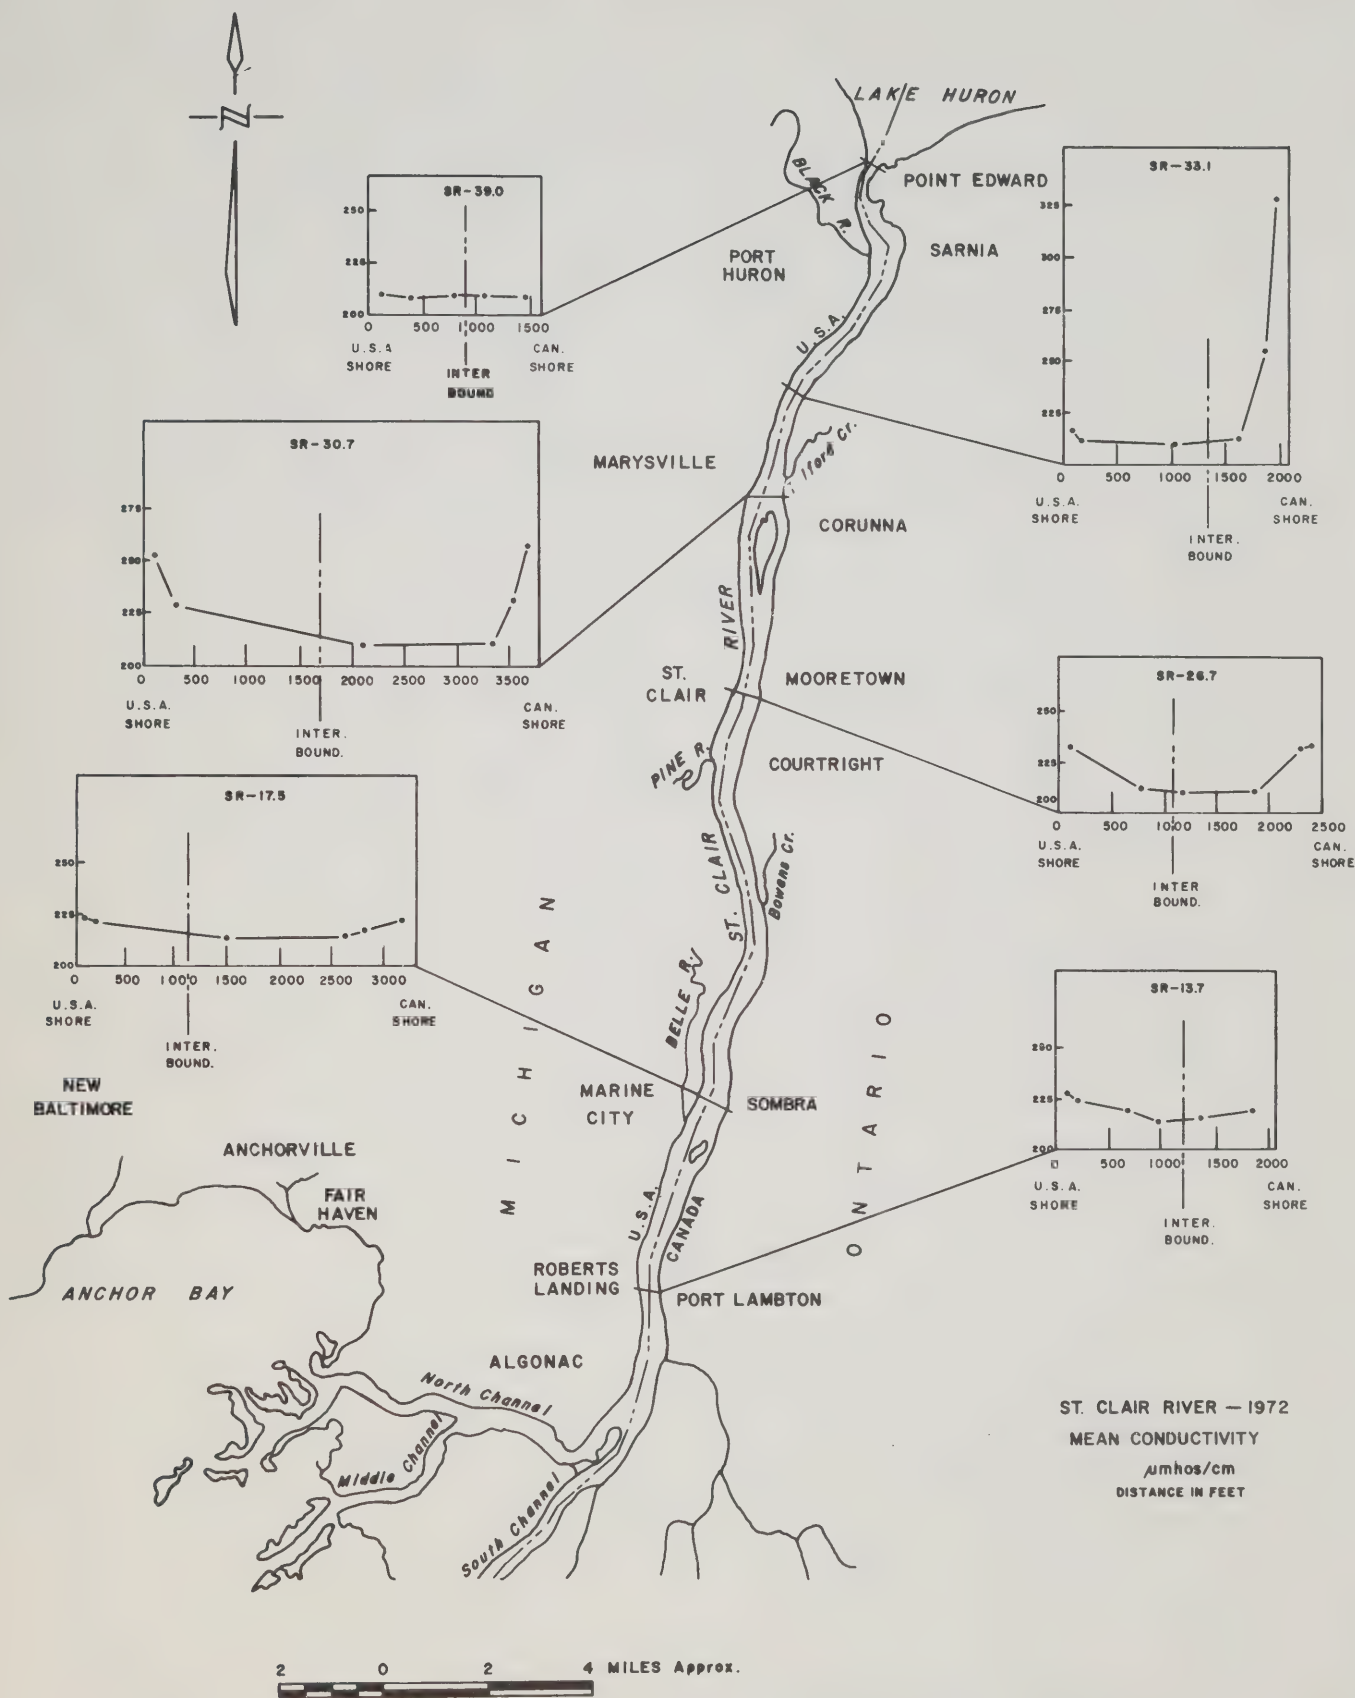 N
LAKE HURON
BLACK R.
POINT EDWARD
SARNIA
PORT
HURON
U.S.A.
SR-39.0
250
225
200
0 500 1000 1500
U.S.A
SHORE
INTER
BOUND
CAN.
SHORE
SR-33.1
325
300
275
250
225
0 500 1000 1500 2000
U.S.A.
SHORE
INTER.
BOUND
CAN.
SHORE
SR-30.7
275
250
225
200
0 500 1000 1500 2000 2500 3000 3500
U.S.A.
SHORE
INTER.
BOUND.
CAN.
SHORE
MARYSVILLE
Cr.
CORUNNA
RIVER
ST.
CLAIR
MOORETOWN
PINE R.
COURTRIGHT
SR-26.7
250
225
200
0 500 1000 1500 2000 2500
U.S.A.
SHORE
INTER
BOUND.
CAN.
SHORE
SR-17.5
250
225
200
0 500 1000 1500 2000 2500 3000
U.S.A.
SHORE
INTER.
BOUND.
CAN.
SHORE
ST. CLAIR
Bowens Cr.
MICHIGAN
BELLE R.
ONTARIO
SR-13.7
250
225
200
0 500 1000 1500 2000
U.S.A.
SHORE
INTER.
BOUND.
CAN.
SHORE
NEW
BALTIMORE
MARINE
CITY
SOMBRA
ANCHORVILLE
FAIR
HAVEN
U.S.A.
CANADA
ANCHOR BAY
ROBERTS
LANDING
PORT LAMBTON
ALGONAC
North Channel
Middle Channel
South Channel
ST. CLAIR RIVER — 1972
MEAN CONDUCTIVITY
µmhos/cm
DISTANCE IN FEET
2 0 2 4 MILES Approx.